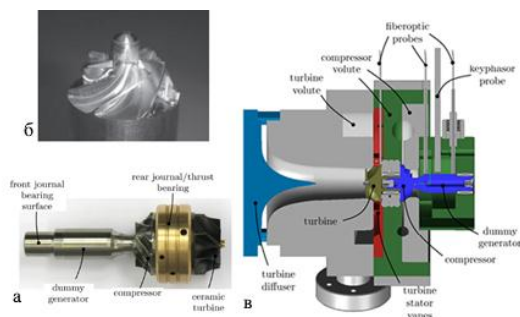 б
front journal
bearing surface
rear journal/thrust
bearing
dummy
generator
compressor
ceramic
turbine
а
fiberoptic
probes
compressor
volute
turbine
volute
keyphasor
probe
turbine
dummy
generator
compressor
turbine
diffuser
turbine
stator
vanes
в